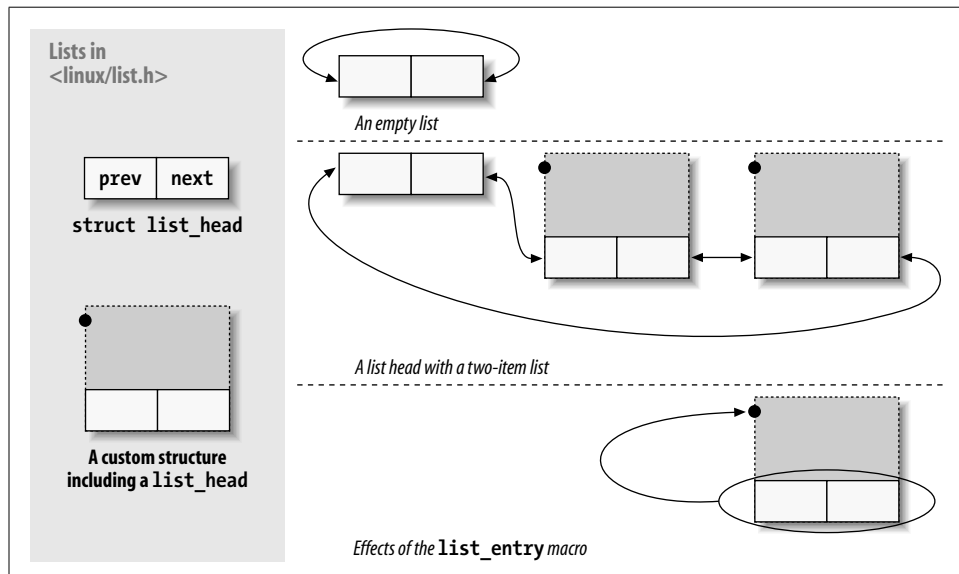 Lists in
<linux/list.h>
prev next
struct list_head
A custom structure
including a list_head
An empty list
A list head with a two-item list
Effects of the list_entry macro